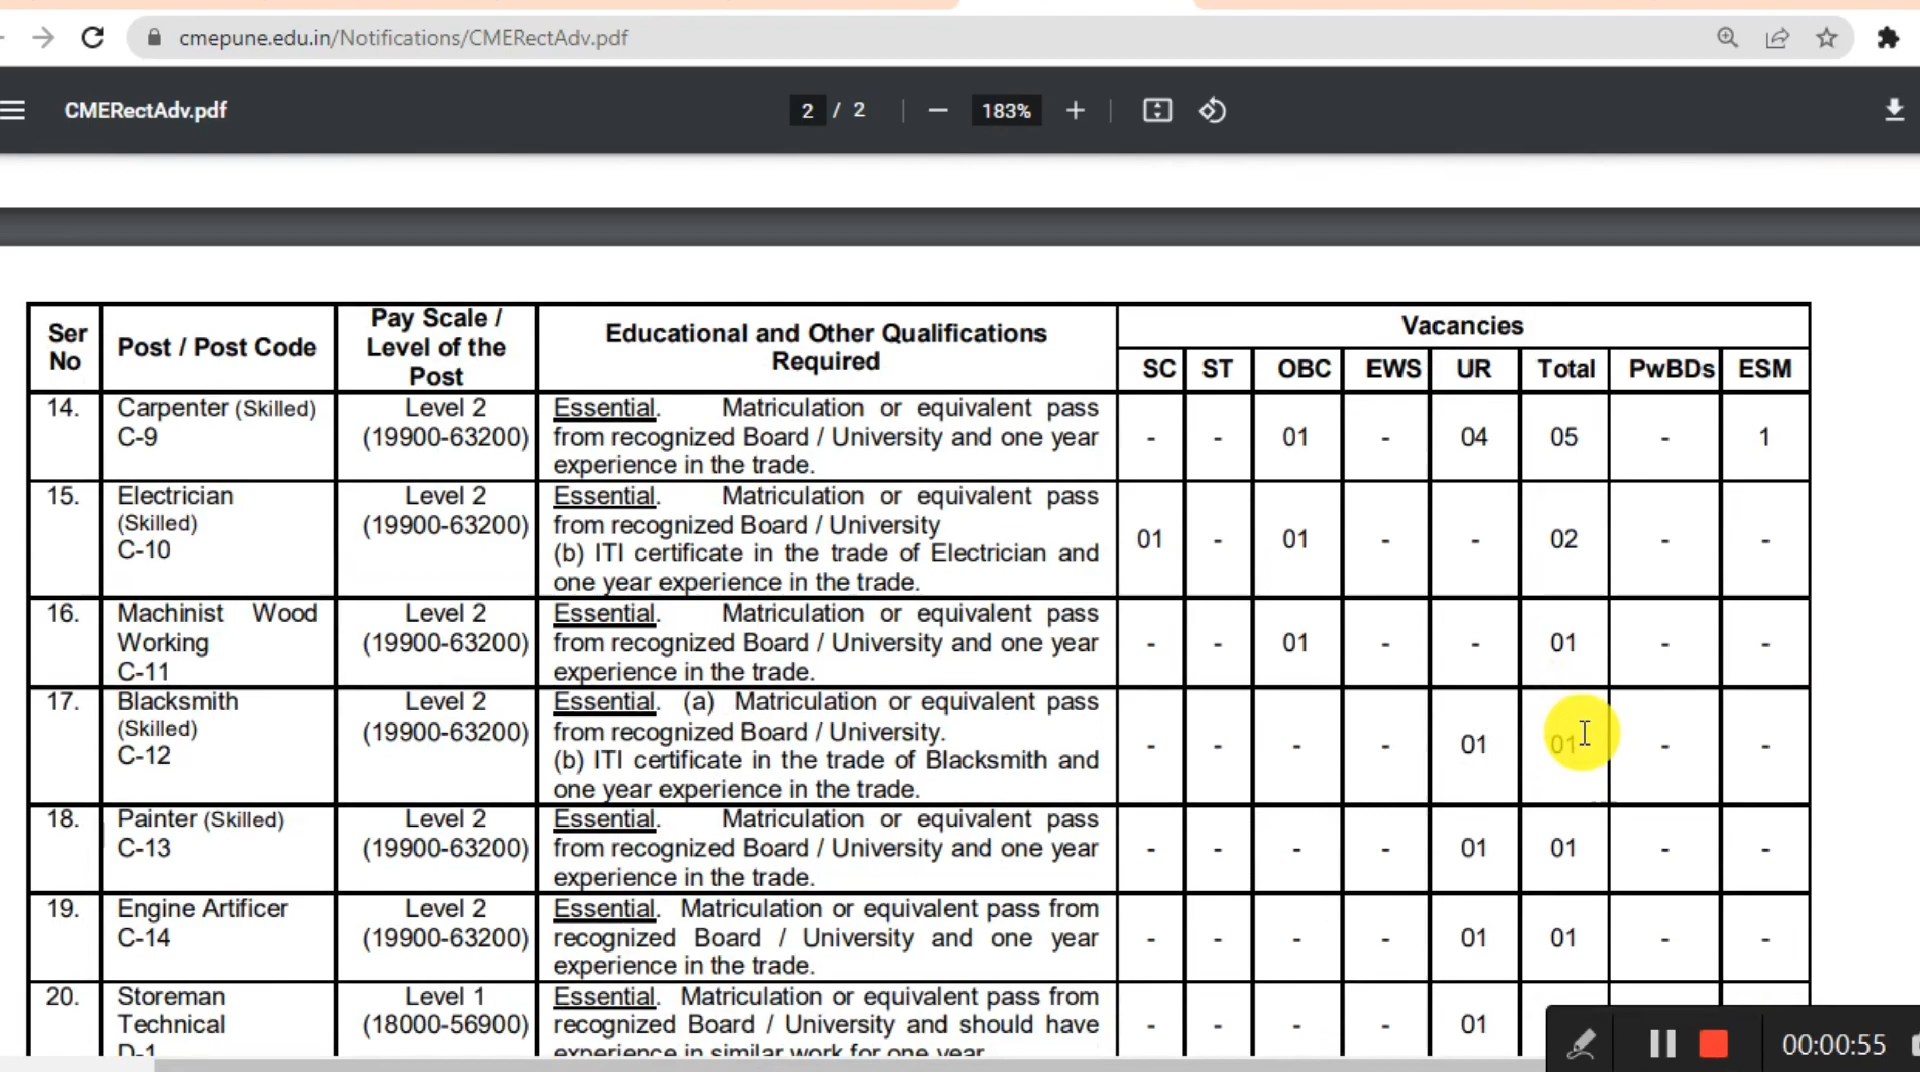 cmepune.edu.in/Notifications/CMERectAdv.pdf
CMERectAdv.pdf
2 / 2
183%
Ser No | Post / Post Code | Pay Scale / Level of the Post | Educational and Other Qualifications Required | Vacancies
SC | ST | OBC | EWS | UR | Total | PwBDs | ESM
14. Carpenter (Skilled) Level 2 Essential. Matriculation or equivalent pass
C-9 (19900-63200) from recognized Board / University and one year - - 01 - 04 05 - 1
experience in the trade.
15. Electrician Level 2 Essential. Matriculation or equivalent pass
(Skilled) (19900-63200) from recognized Board / University
C-10 (b) ITI certificate in the trade of Electrician and 01 - 01 - - 02 - -
one year experience in the trade.
16. Machinist Wood Level 2 Essential. Matriculation or equivalent pass
Working (19900-63200) from recognized Board / University and one year - - 01 - - 01 - -
C-11 experience in the trade.
17. Blacksmith Level 2 Essential. (a) Matriculation or equivalent pass
(Skilled) (19900-63200) from recognized Board / University. - - - - 01 01 - -
C-12 (b) ITI certificate in the trade of Blacksmith and
one year experience in the trade.
18. Painter (Skilled) Level 2 Essential. Matriculation or equivalent pass
C-13 (19900-63200) from recognized Board / University and one year - - - - 01 01 - -
experience in the trade.
19. Engine Artificer Level 2 Essential. Matriculation or equivalent pass from
C-14 (19900-63200) recognized Board / University and one year - - - - 01 01 - -
experience in the trade.
20. Storeman Level 1 Essential. Matriculation or equivalent pass from
Technical (18000-56900) recognized Board / University and should have - - - - 01
D-1 experience in similar work for one year
00:00:55